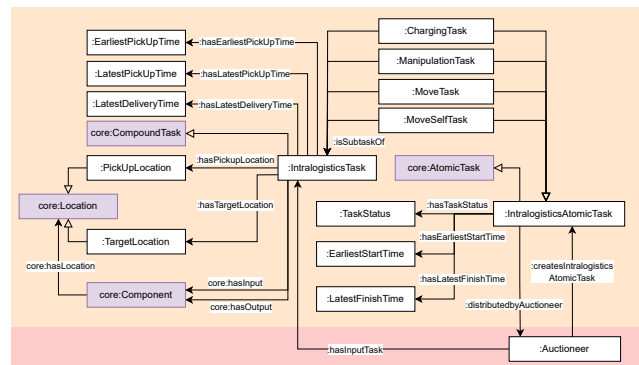 :EarliestPickUpTime
:hasEarliestPickUpTime
:ChargingTask
:LatestPickUpTime
:hasLatestPickUpTime
:ManipulationTask
:LatestDeliveryTime
:hasLatestDeliveryTime
:MoveTask
core:CompoundTask
:MoveSelfTask
:isSubtaskOf
:PickUpLocation
:hasPickupLocation
:IntralogisticsTask
core:AtomicTask
core:Location
:hasTargetLocation
:hasTaskStatus
:TaskStatus
:IntralogisticsAtomicTask
:TargetLocation
:hasEarliestStartTime
:EarliestStartTime
core:hasLocation
:createsIntralogistics
AtomicTask
core:hasInput
:hasLatestFinishTime
core:Component
:LatestFinishTime
core:hasOutput
:distributedbyAuctioneer
:hasInputTask
:Auctioneer